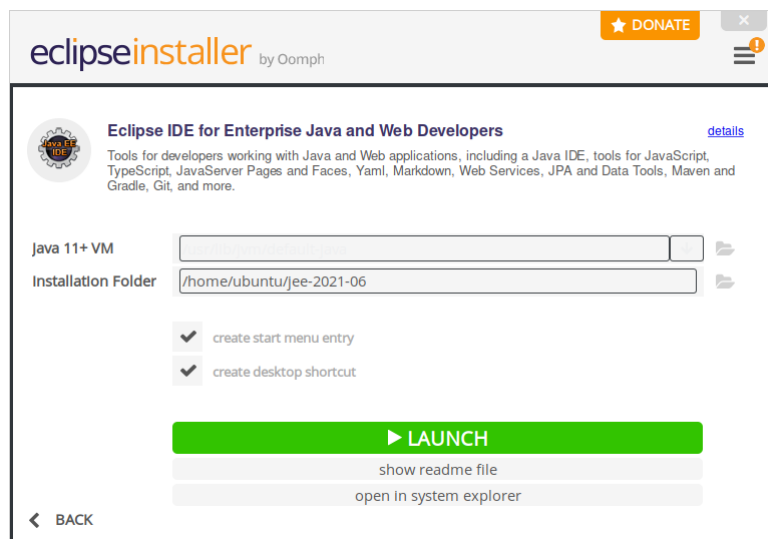 DONATE
eclipseinstaller by Oomph
Java EE
IDE
Eclipse IDE for Enterprise Java and Web Developers
details
Tools for developers working with Java and Web applications, including a Java IDE, tools for JavaScript,
TypeScript, JavaServer Pages and Faces, Yaml, Markdown, Web Services, JPA and Data Tools, Maven and
Gradle, Git, and more.
Java 11+ VM
Installation Folder
/home/ubuntu/jee-2021-06
create start menu entry
create desktop shortcut
LAUNCH
show readme file
open in system explorer
BACK